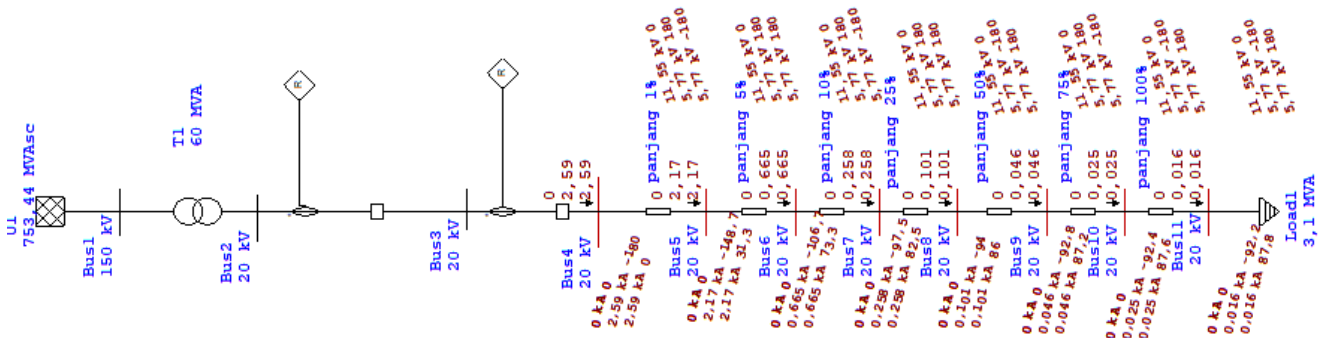 U1
753,44 MVAsc
Bus1
150 kV
T1
60 MVA
Bus2
20 kV
R
Bus3
20 kV
R
Bus4
20 kV
0
2,59
2,59
0 kA 0
2,59 kA -180
2,59 kA 0
panjang 1%
11,55 kV 0
5,77 kV 180
5,77 kV -180
Bus5
20 kV
0
2,17
2,17
0 kA 0
2,17 kA -148,7
2,17 kA 31,3
panjang 5%
11,55 kV 0
5,77 kV 180
5,77 kV 180
Bus6
20 kV
0
0,665
0,665
0 kA 0
0,665 kA -106,7
0,665 kA 73,3
panjang 10%
11,55 kV 0
5,77 kV 180
5,77 kV -180
Bus7
20 kV
0
0,258
0,258
0 kA 0
0,258 kA -97,5
0,258 kA 82,5
panjang 25%
11,55 kV 0
5,77 kV 180
5,77 kV 180
Bus8
20 kV
0
0,101
0,101
0 kA 0
0,101 kA -94
0,101 kA 86
panjang 50%
11,55 kV 0
5,77 kV -180
5,77 kV 180
Bus9
20 kV
0
0,046
0,046
0 kA 0
0,046 kA -92,8
0,046 kA 87,2
panjang 75%
11,55 kV 0
5,77 kV -180
5,77 kV 180
Bus10
20 kV
0
0,025
0,025
0 kA 0
0,025 kA -92,4
0,025 kA 87,6
panjang 100%
11,55 kV 0
5,77 kV -180
5,77 kV 180
Bus11
20 kV
0
0,016
0,016
0 kA 0
0,016 kA -92,2
0,016 kA 87,8
11,55 kV 0
5,77 kV -180
5,77 kV 180
Load1
3,1 MVA